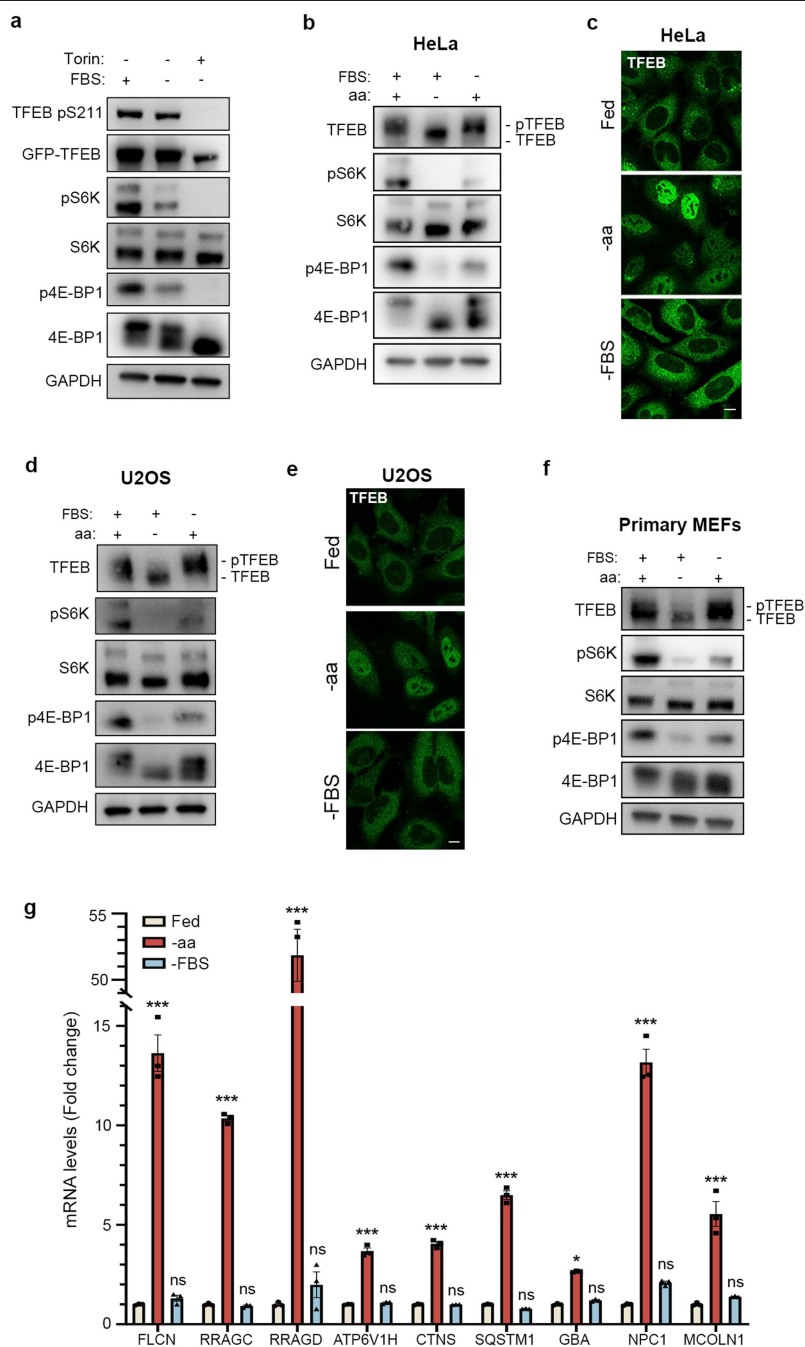 a
Torin: - - +
FBS: + - -
TFEB pS211
GFP-TFEB
pS6K
S6K
p4E-BP1
4E-BP1
GAPDH
b
HeLa
FBS: + + -
aa: + - +
TFEB
- pTFEB
- TFEB
pS6K
S6K
p4E-BP1
4E-BP1
GAPDH
c
HeLa
TFEB
Fed
-aa
-FBS
d
U2OS
FBS: + + -
aa: + - +
TFEB
- pTFEB
- TFEB
pS6K
S6K
p4E-BP1
4E-BP1
GAPDH
e
U2OS
TFEB
Fed
-aa
-FBS
f
Primary MEFs
FBS: + + -
aa: + - +
TFEB
- pTFEB
- TFEB
pS6K
S6K
p4E-BP1
4E-BP1
GAPDH
g
Fed
-aa
-FBS
mRNA levels (Fold change)
55
50
15
10
5
0
*** ns
*** ns
*** ns
*** ns
*** ns
*** ns
* ns
*** ns
*** ns
FLCN RRAGC RRAGD ATP6V1H CTNS SQSTM1 GBA NPC1 MCOLN1